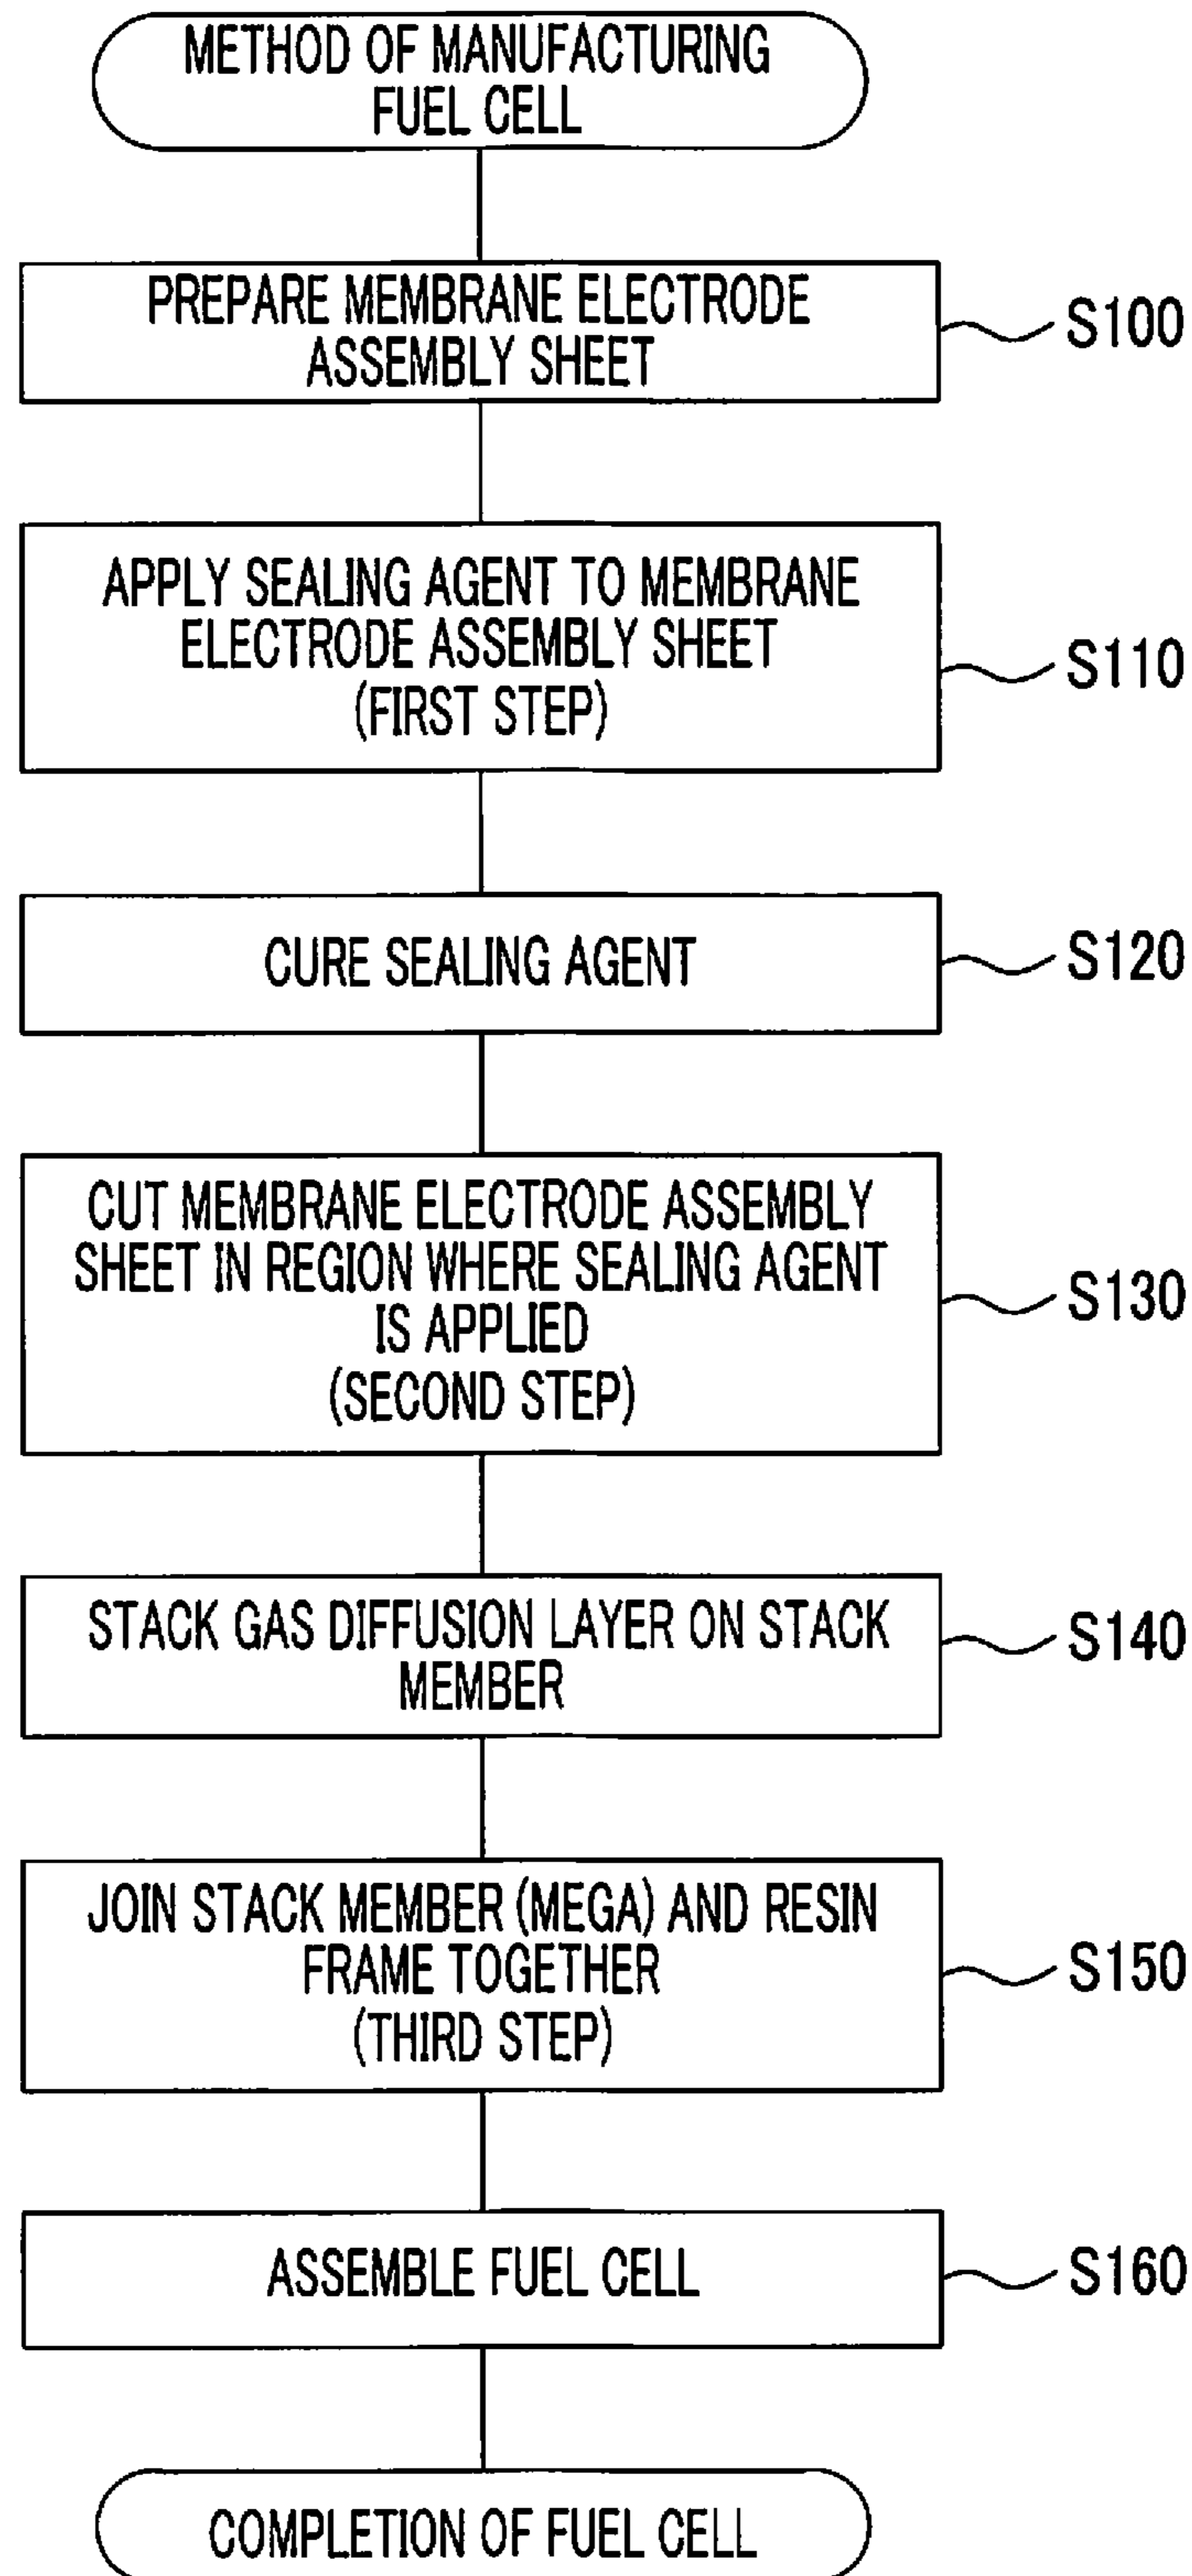 METHOD OF MANUFACTURING
FUEL CELL
PREPARE MEMBRANE ELECTRODE
ASSEMBLY SHEET
S100
APPLY SEALING AGENT TO MEMBRANE
ELECTRODE ASSEMBLY SHEET
(FIRST STEP)
S110
CURE SEALING AGENT
S120
CUT MEMBRANE ELECTRODE ASSEMBLY
SHEET IN REGION WHERE SEALING AGENT
IS APPLIED
(SECOND STEP)
S130
STACK GAS DIFFUSION LAYER ON STACK
MEMBER
S140
JOIN STACK MEMBER (MEGA) AND RESIN
FRAME TOGETHER
(THIRD STEP)
S150
ASSEMBLE FUEL CELL
S160
COMPLETION OF FUEL CELL